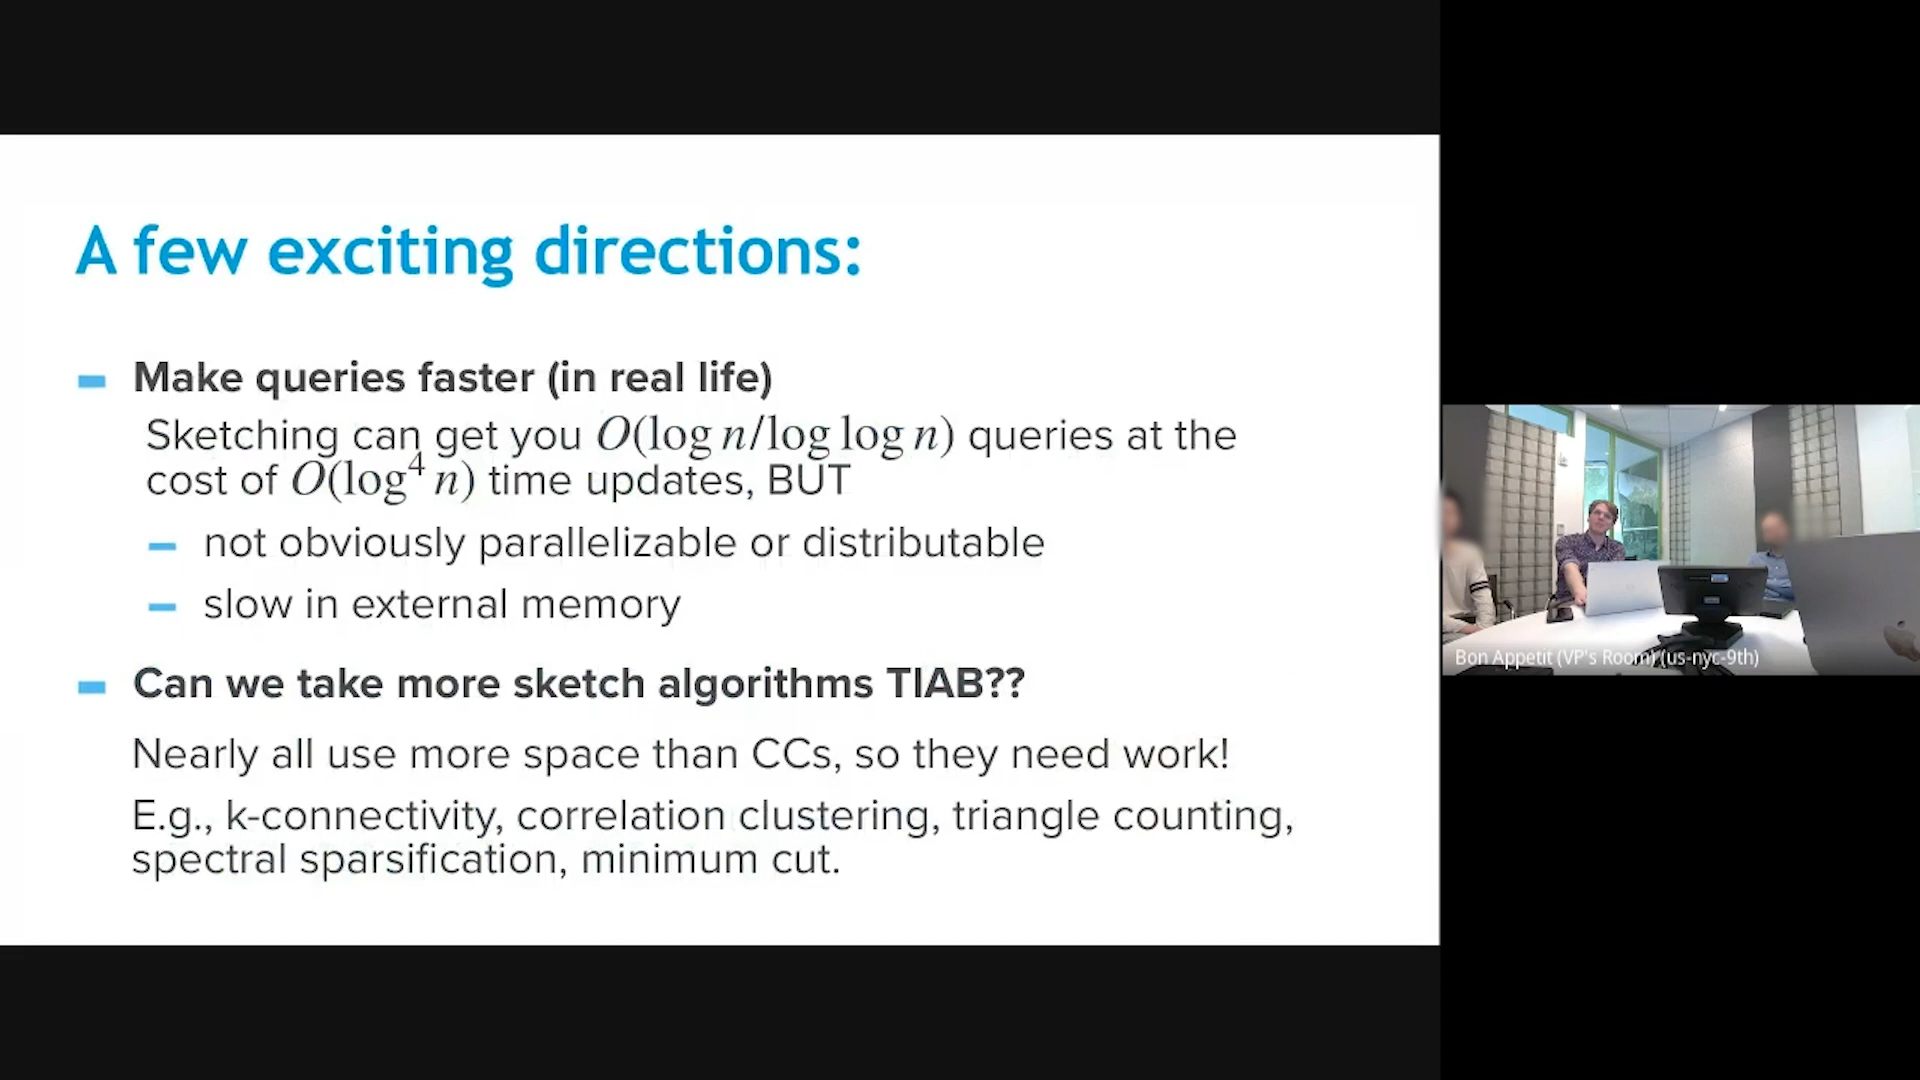 A few exciting directions:
Make queries faster (in real life)
Sketching can get you O(log n/log log n) queries at the
cost of O(log⁴ n) time updates, BUT
not obviously parallelizable or distributable
slow in external memory
Can we take more sketch algorithms TIAB??
Nearly all use more space than CCs, so they need work!
E.g., k-connectivity, correlation clustering, triangle counting,
spectral sparsification, minimum cut.
Bon Appetit (VP's Room) (us-nyc-9th)